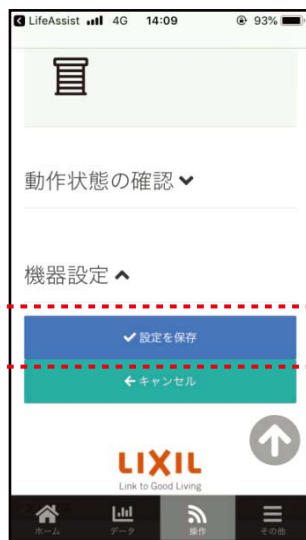 LifeAssist 4G 14:09 93%
動作状態の確認
機器設定
設定を保存
キャンセル
LIXIL
Link to Good Living
ホーム データ 操作 その他